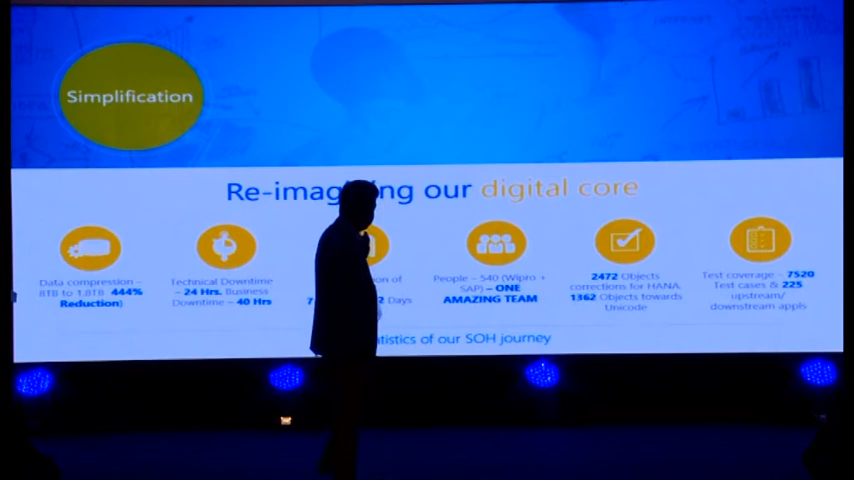 Simplification
Re-imag ng our digital core
Data compression –
8TB to 1.8TB 444%
Reduction)
Technical Downtime
– 24 Hrs. Business
Downtime – 40 Hrs
on of
7 2 Days
People – 540 (Wipro +
SAP) – ONE
AMAZING TEAM
2472 Objects
corrections for HANA.
1362 Objects towards
Unicode
Test coverage – 7520
Test cases & 225
upstream/
downstream appls
tistics of our SOH journey